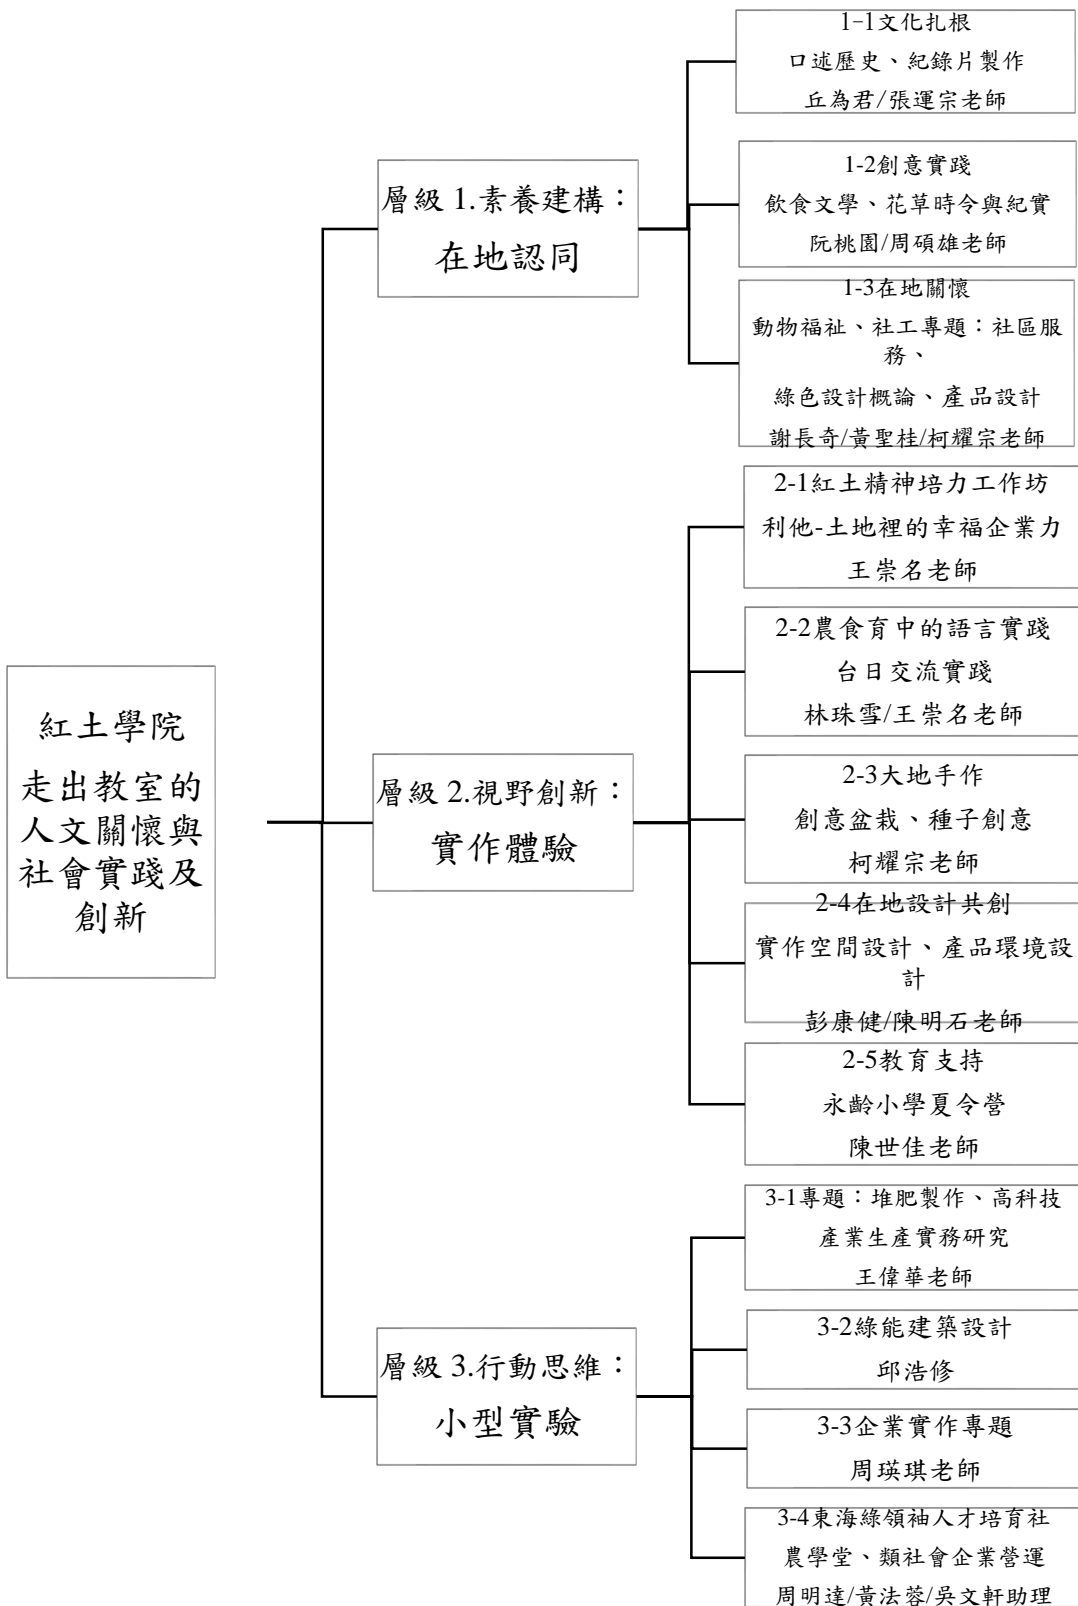 紅土學院
走出教室的
人文關懷與
社會實踐及
創新
層級 1.素養建構：
在地認同
1-1文化扎根
口述歷史、紀錄片製作
丘為君/張運宗老師
1-2創意實踐
飲食文學、花草時令與紀實
阮桃園/周碩雄老師
1-3在地關懷
動物福祉、社工專題：社區服
務、
綠色設計概論、產品設計
謝長奇/黃聖桂/柯耀宗老師
層級 2.視野創新：
實作體驗
2-1紅土精神培力工作坊
利他-土地裡的幸福企業力
王崇名老師
2-2農食育中的語言實踐
台日交流實踐
林珠雪/王崇名老師
2-3大地手作
創意盆栽、種子創意
柯耀宗老師
2-4在地設計共創
實作空間設計、產品環境設
計
彭康健/陳明石老師
2-5教育支持
永齡小學夏令營
陳世佳老師
層級 3.行動思維：
小型實驗
3-1專題：堆肥製作、高科技
產業生產實務研究
王偉華老師
3-2綠能建築設計
邱浩修
3-3企業實作專題
周瑛琪老師
3-4東海綠領袖人才培育社
農學堂、類社會企業營運
周明達/黃法蓉/吳文軒助理